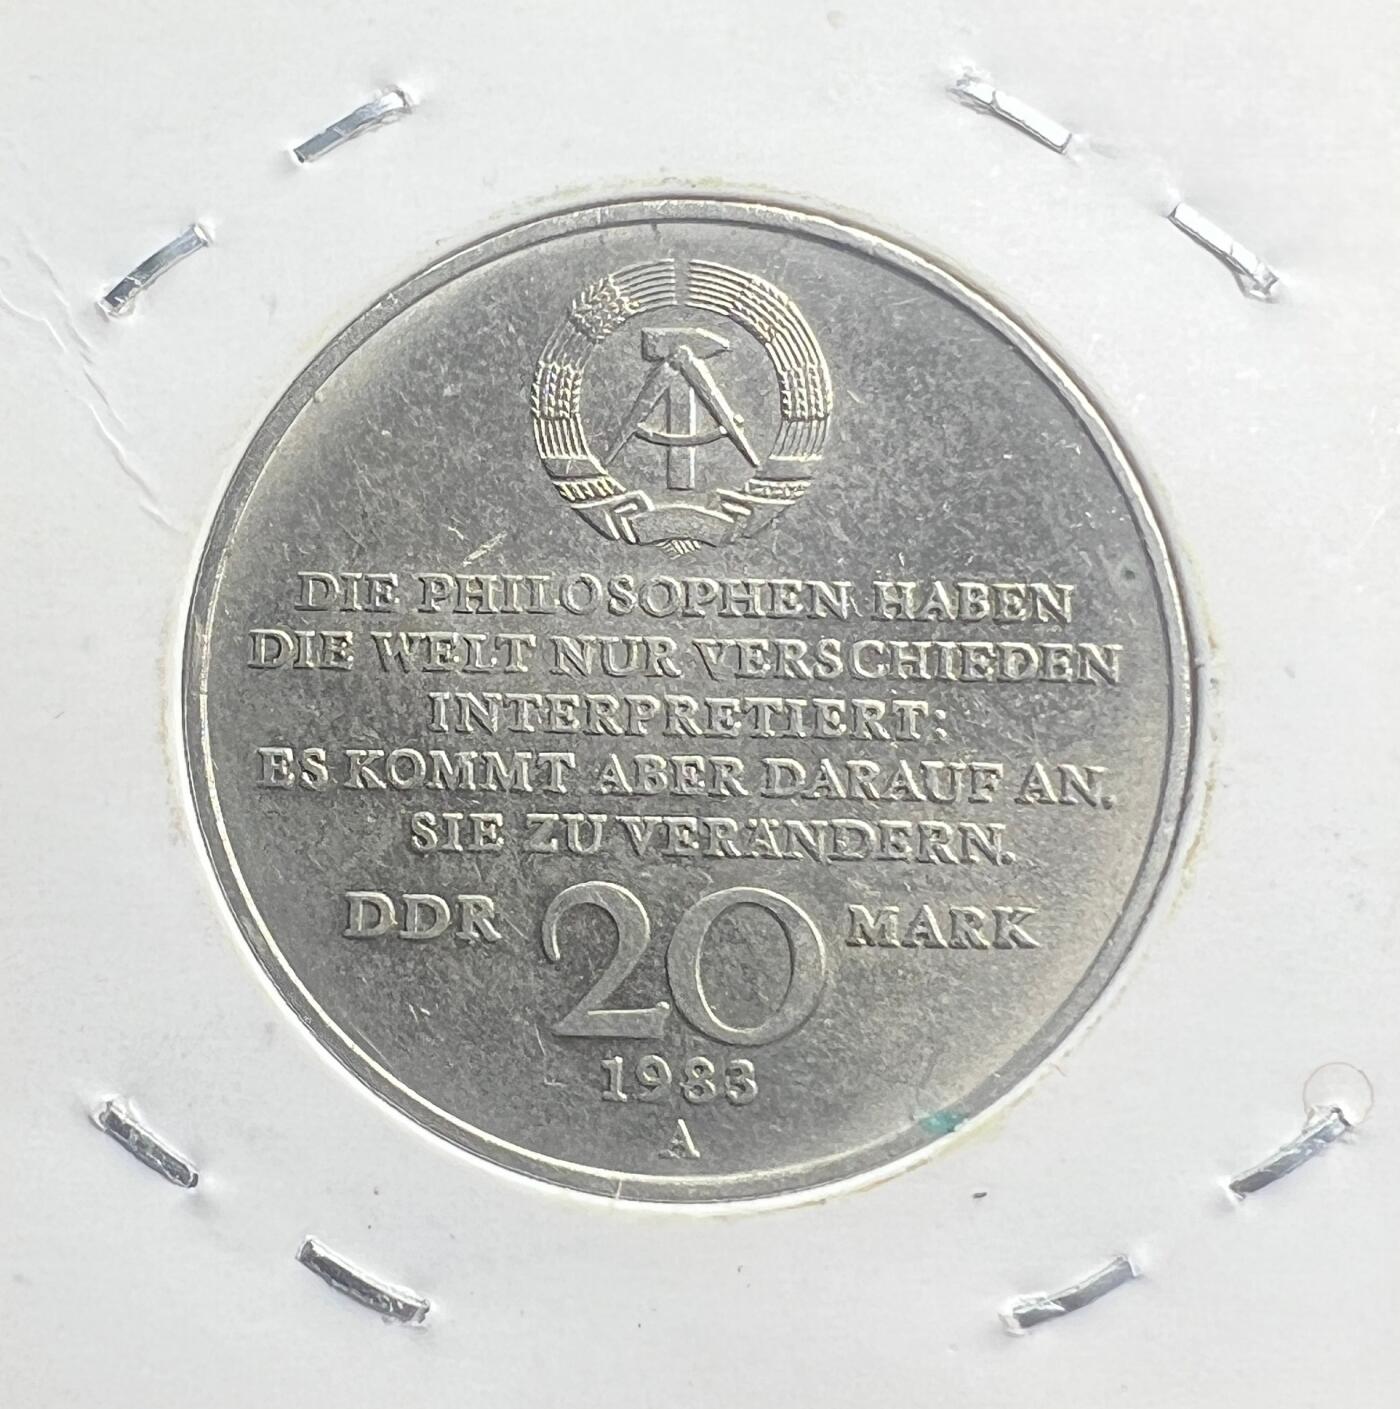 DIE PHILOSOPHEN HABEN
DIE WELT NUR VERSCHIEDEN
INTERPRETIERT;
ES KOMMT ABER DARAUF AN,
SIE ZU VERÄNDERN.
DDR 20 MARK
1983
A